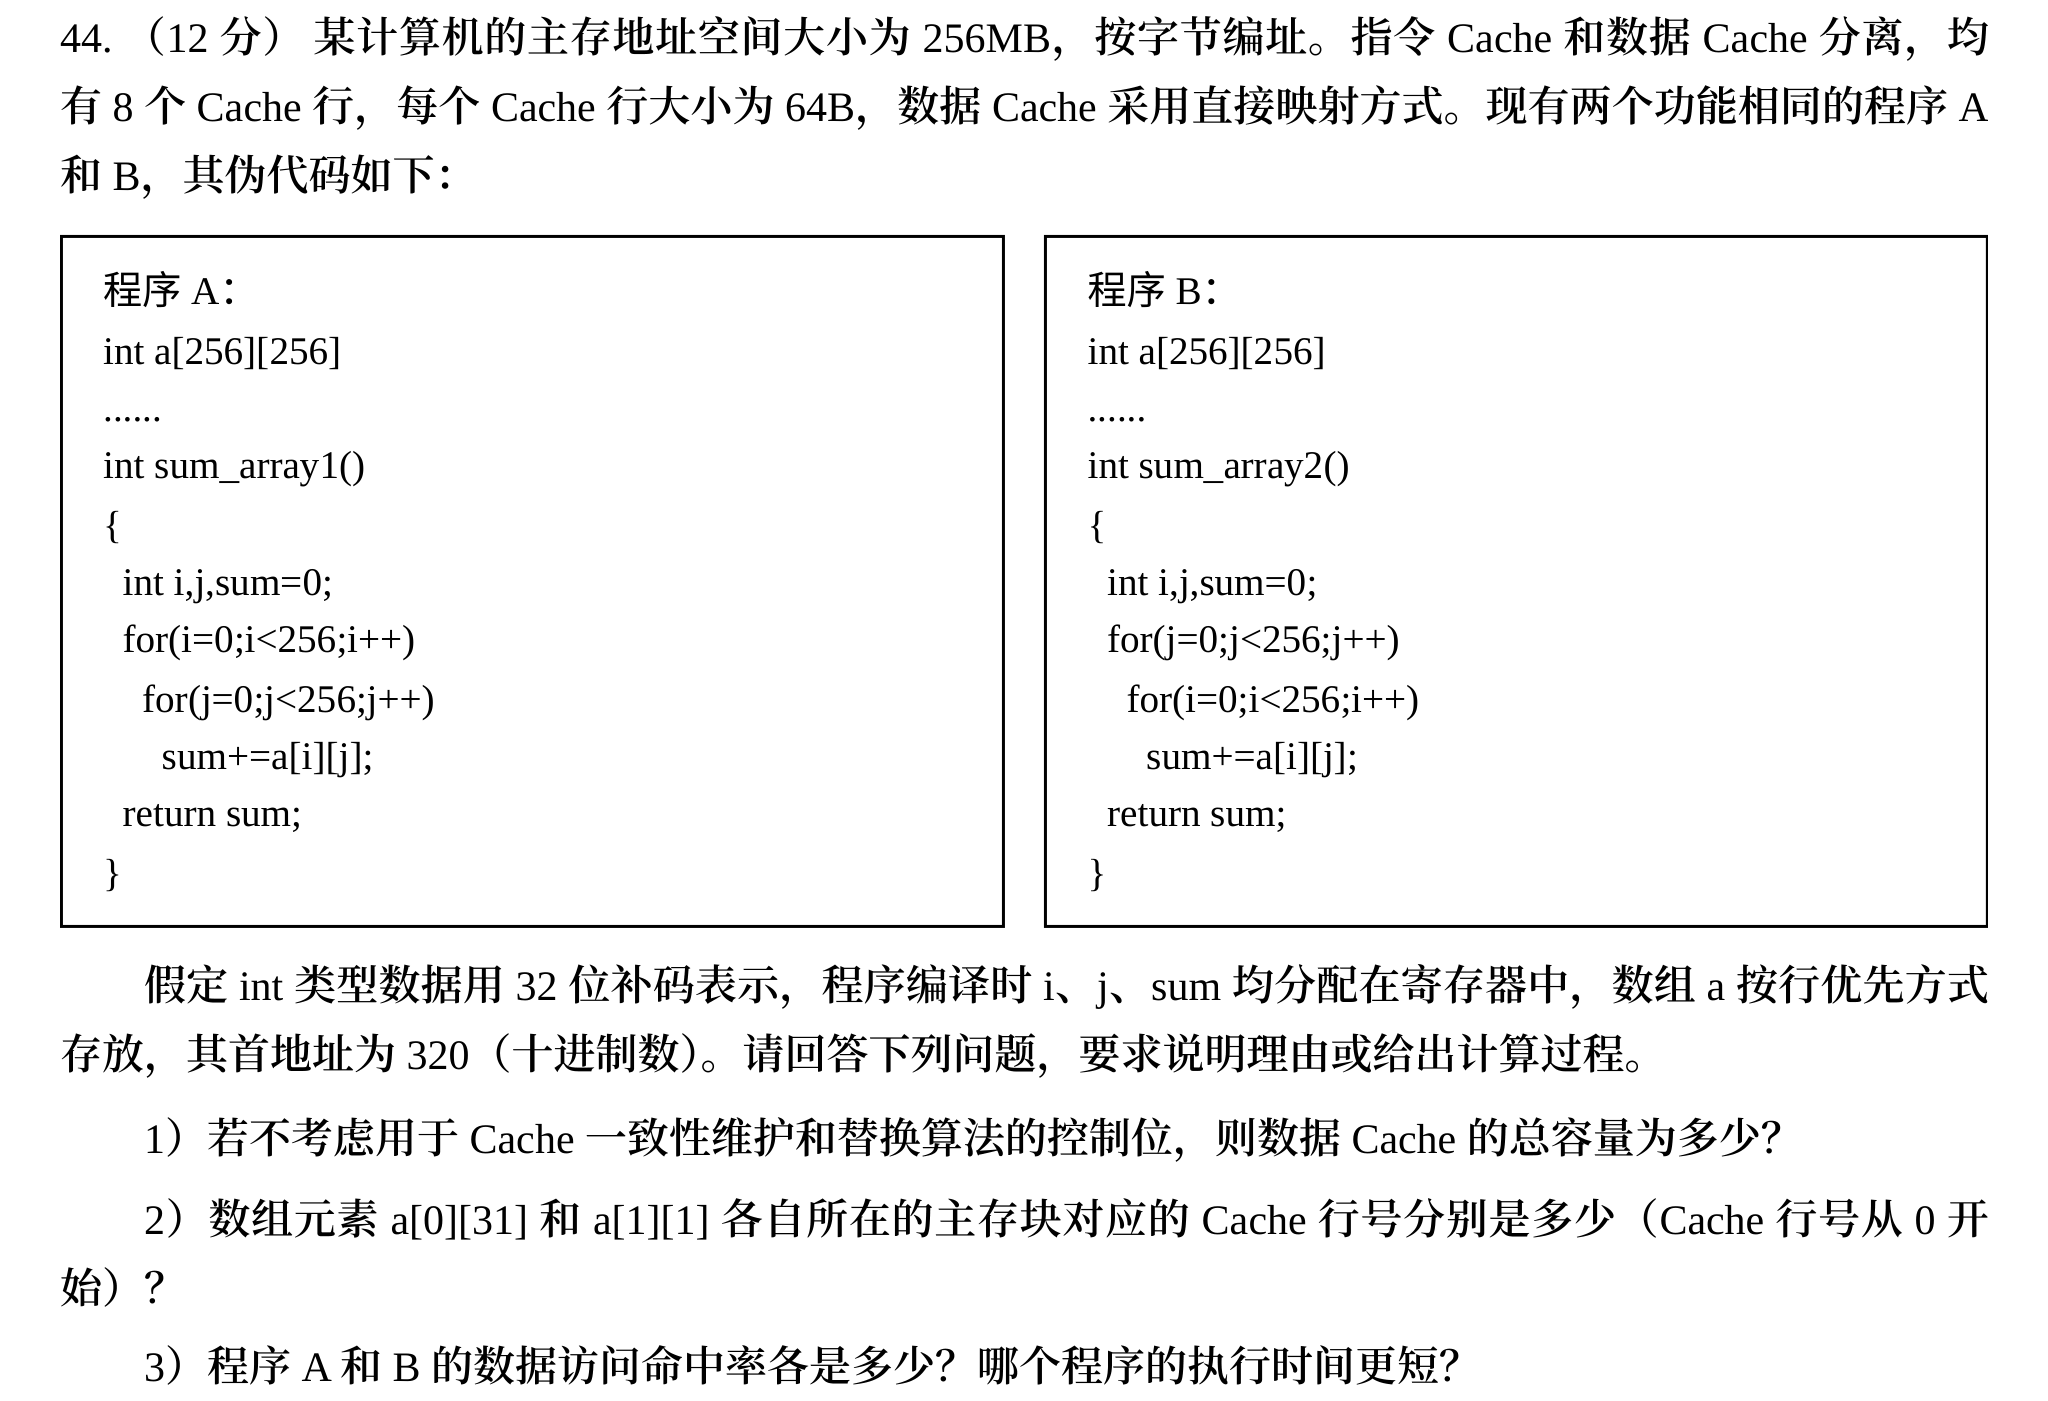 44. （12 分） 某计算机的主存地址空间大小为 256MB，按字节编址。指令 Cache 和数据 Cache 分离，均
有 8 个 Cache 行，每个 Cache 行大小为 64B，数据 Cache 采用直接映射方式。现有两个功能相同的程序 A
和 B，其伪代码如下：
程序 A：
int a[256][256]
......
int sum_array1()
{
int i,j,sum=0;
for(i=0;i<256;i++)
for(j=0;j<256;j++)
sum+=a[i][j];
return sum;
}
程序 B：
int a[256][256]
......
int sum_array2()
{
int i,j,sum=0;
for(j=0;j<256;j++)
for(i=0;i<256;i++)
sum+=a[i][j];
return sum;
}
假定 int 类型数据用 32 位补码表示，程序编译时 i、j、sum 均分配在寄存器中，数组 a 按行优先方式
存放，其首地址为 320（十进制数）。请回答下列问题，要求说明理由或给出计算过程。
1）若不考虑用于 Cache 一致性维护和替换算法的控制位，则数据 Cache 的总容量为多少？
2）数组元素 a[0][31] 和 a[1][1] 各自所在的主存块对应的 Cache 行号分别是多少（Cache 行号从 0 开
始）？
3）程序 A 和 B 的数据访问命中率各是多少？哪个程序的执行时间更短？